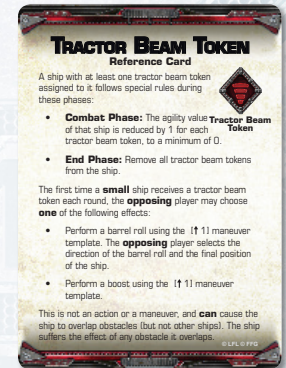 TRACTOR BEAM TOKEN
Reference Card
A ship with at least one tractor beam token
assigned to it follows special rules during
these phases:
• Combat Phase: The agility value
of that ship is reduced by 1 for each
tractor beam token, to a minimum of 0.
Tractor Beam
Token
• End Phase: Remove all tractor beam tokens
from the ship.
The first time a small ship receives a tractor beam
token each round, the opposing player may choose
one of the following effects:
• Perform a barrel roll using the [↑ 1] maneuver
template. The opposing player selects the
direction of the barrel roll and the final position
of the ship.
• Perform a boost using the [↑ 1] maneuver
template.
This is not an action or a maneuver, and can cause the
ship to overlap obstacles (but not other ships). The ship
suffers the effect of any obstacle it overlaps.
© LFL © FFG